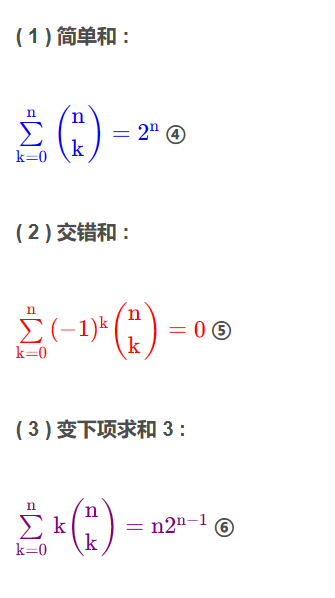 ( 1 ) 简单和：
\sum_{k=0}^{n} \binom{n}{k} = 2^{n} ④
( 2 ) 交错和：
\sum_{k=0}^{n} (-1)^{k} \binom{n}{k} = 0 ⑤
( 3 ) 变下项求和 3：
\sum_{k=0}^{n} k \binom{n}{k} = n2^{n-1} ⑥